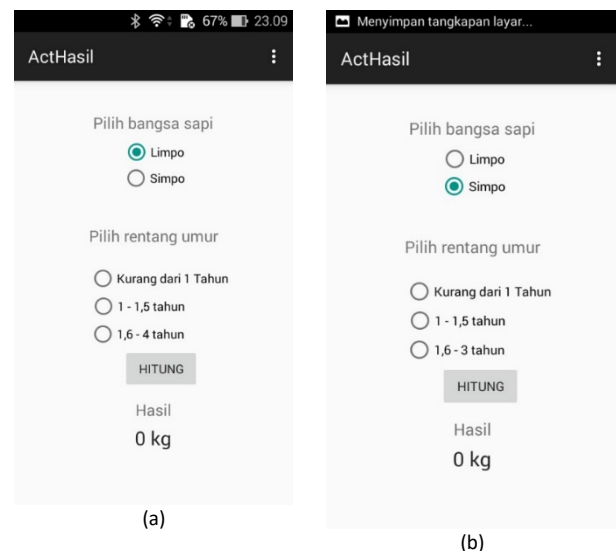 67% 23.09
ActHasil
Pilih bangsa sapi
Limpo
Simpo
Pilih rentang umur
Kurang dari 1 Tahun
1 - 1,5 tahun
1,6 - 4 tahun
HITUNG
Hasil
0 kg
(a)
Menyimpan tangkapan layar...
ActHasil
Pilih bangsa sapi
Limpo
Simpo
Pilih rentang umur
Kurang dari 1 Tahun
1 - 1,5 tahun
1,6 - 3 tahun
HITUNG
Hasil
0 kg
(b)